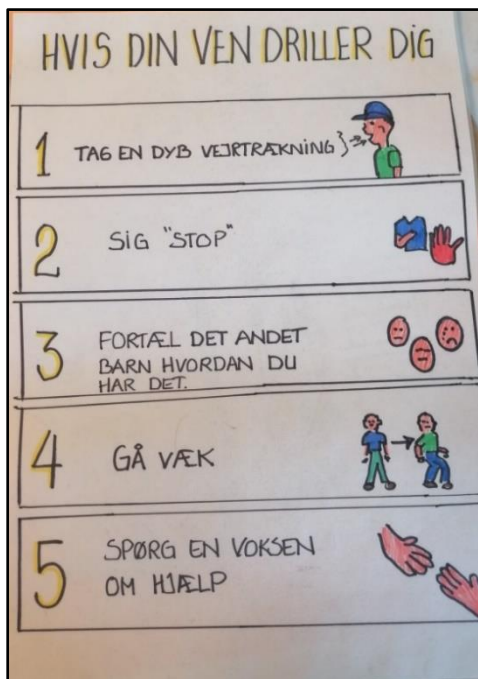 HVIS DIN VEN DRILLER DIG
1 TAG EN DYB VEJRTRÆKNING
2 SIG "STOP"
3 FORTÆL DET ANDET
BARN HVORDAN DU
HAR DET.
4 GÅ VÆK
5 SPØRG EN VOKSEN
OM HJÆLP